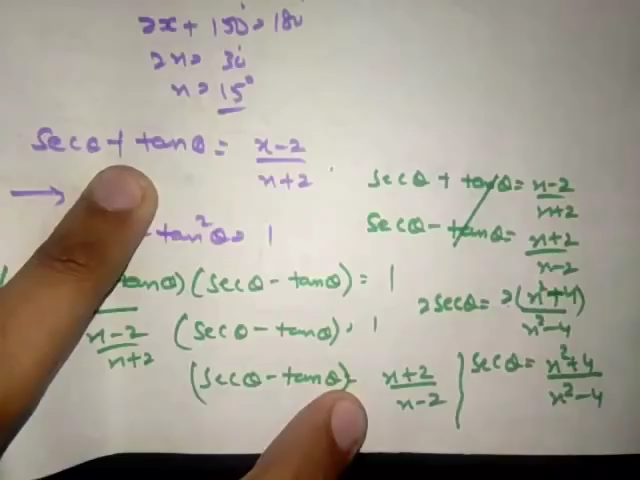 2x + 150° = 180
2x = 30
x = 15°
secθ + tanθ = x-2/x+2
→
- tan²θ = 1
tanθ) (secθ - tanθ) = 1
x-2/x+2 (secθ - tanθ) = 1
(secθ - tanθ) = x+2/x-2
secθ + tanθ = x-2/x+2
secθ - tanθ = x+2/x-2
2secθ = 2(x²+4)/x²-4
secθ = x²+4/x²-4